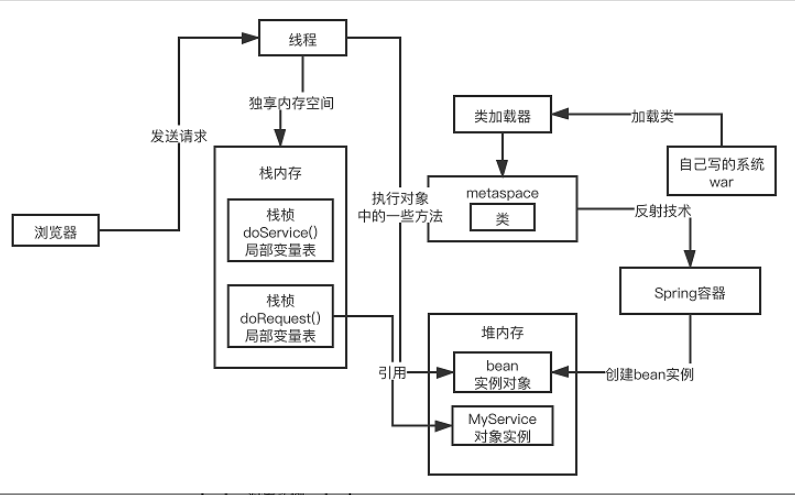 线程
独享内存空间
发送请求
类加载器
加载类
自己写的系统
war
栈内存
执行对象
中的一些方法
metaspace
类
反射技术
浏览器
栈桢
doService()
局部变量表
栈桢
doRequest()
局部变量表
Spring容器
堆内存
引用
bean
实例对象
创建bean实例
MyService
对象实例